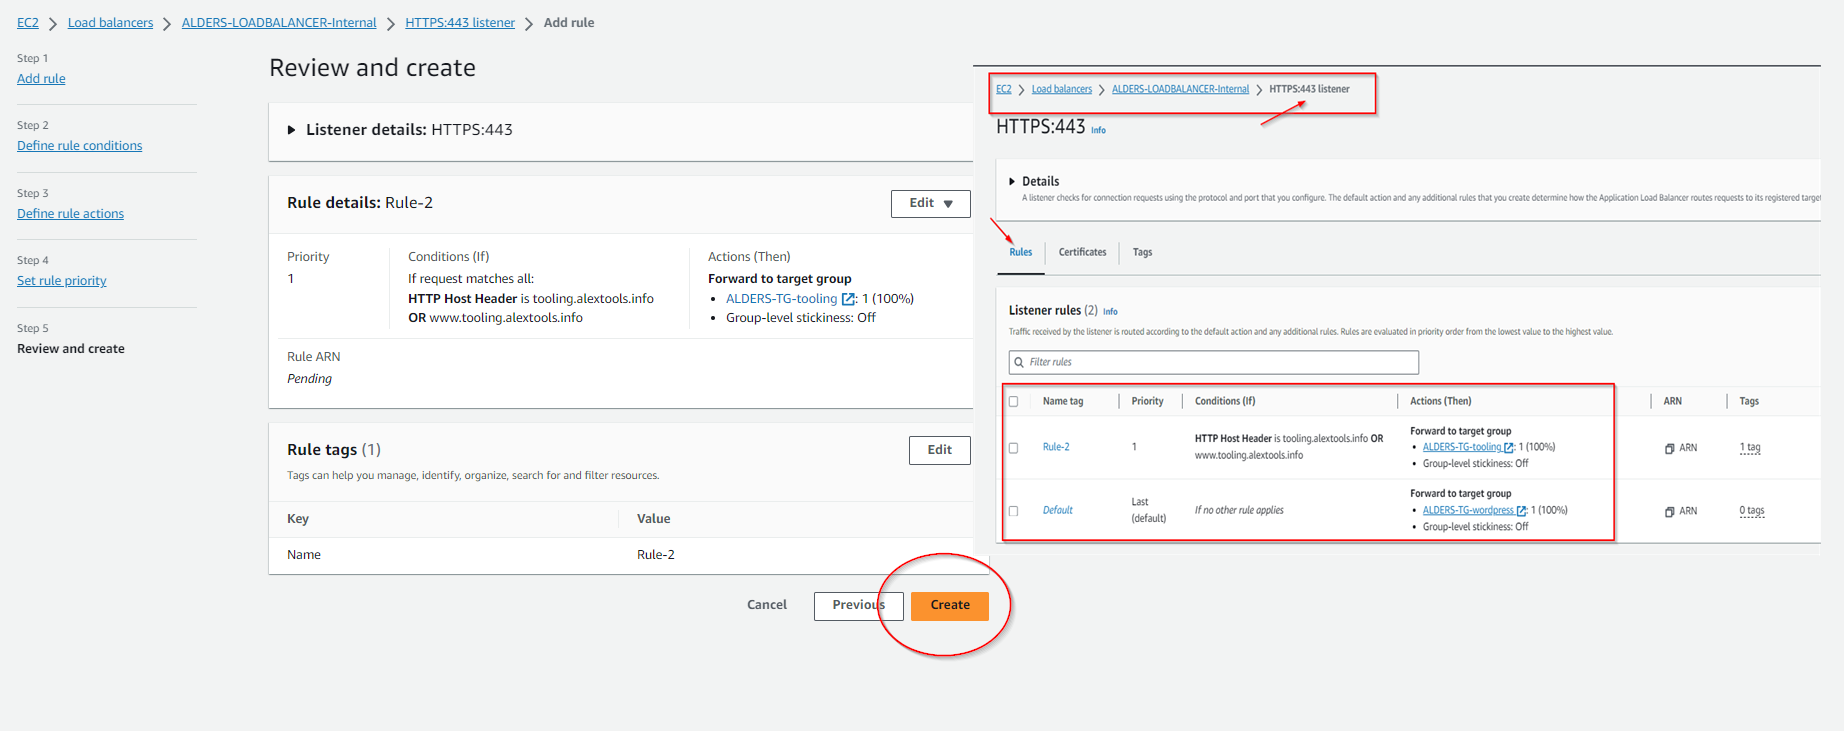 EC2 > Load balancers > ALDERS-LOADBALANCER-Internal > HTTPS:443 listener > Add rule
Step 1
Add rule
Step 2
Define rule conditions
Step 3
Define rule actions
Step 4
Set rule priority
Step 5
Review and create
Review and create
Listener details: HTTPS:443
Rule details: Rule-2
Edit
Priority
1
Conditions (If)
If request matches all:
HTTP Host Header is tooling.alextools.info
OR www.tooling.alextools.info
Actions (Then)
Forward to target group
• ALDERS-TG-tooling : 1 (100%)
• Group-level stickiness: Off
Rule ARN
Pending
Rule tags (1)
Edit
Tags can help you manage, identify, organize, search for and filter resources.
Key Value
Name Rule-2
Cancel Previous Create
EC2 > Load balancers > ALDERS-LOADBALANCER-Internal > HTTPS:443 listener
HTTPS:443 Info
Details
A listener checks for connection requests using the protocol and port that you configure. The default action and any additional rules that you create determine how the Application Load Balancer routes requests to its registered target
Rules Certificates Tags
Listener rules (2) Info
Traffic received by the listener is routed according to the default action and any additional rules. Rules are evaluated in priority order from the lowest value to the highest value.
Filter rules
Name tag Priority Conditions (If) Actions (Then) ARN Tags
Rule-2
1
HTTP Host Header is tooling.alextools.info OR
www.tooling.alextools.info
Forward to target group
• ALDERS-TG-tooling : 1 (100%)
• Group-level stickiness: Off
ARN
1 tag
Default
Last
(default)
If no other rule applies
Forward to target group
• ALDERS-TG-wordpress : 1 (100%)
• Group-level stickiness: Off
ARN
0 tags